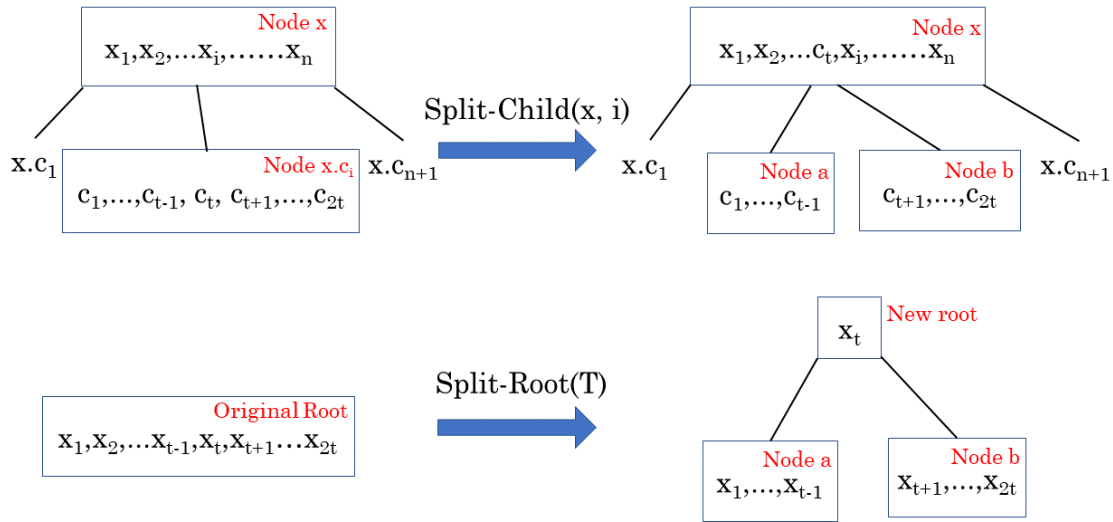 Node x
x₁,x₂,...xᵢ,......xₙ
x.c₁
x.cₙ₊₁
Node x.cᵢ
c₁,...,cₜ₋₁, cₜ, cₜ₊₁,...,c₂ₜ
Split-Child(x, i)
Node x
x₁,x₂,...cₜ,xᵢ,......xₙ
x.c₁
x.cₙ₊₁
Node a
c₁,...,cₜ₋₁
Node b
cₜ₊₁,...,c₂ₜ
Original Root
x₁,x₂,...xₜ₋₁,xₜ,xₜ₊₁...x₂ₜ
Split-Root(T)
New root
xₜ
Node a
x₁,...,xₜ₋₁
Node b
xₜ₊₁,...,x₂ₜ